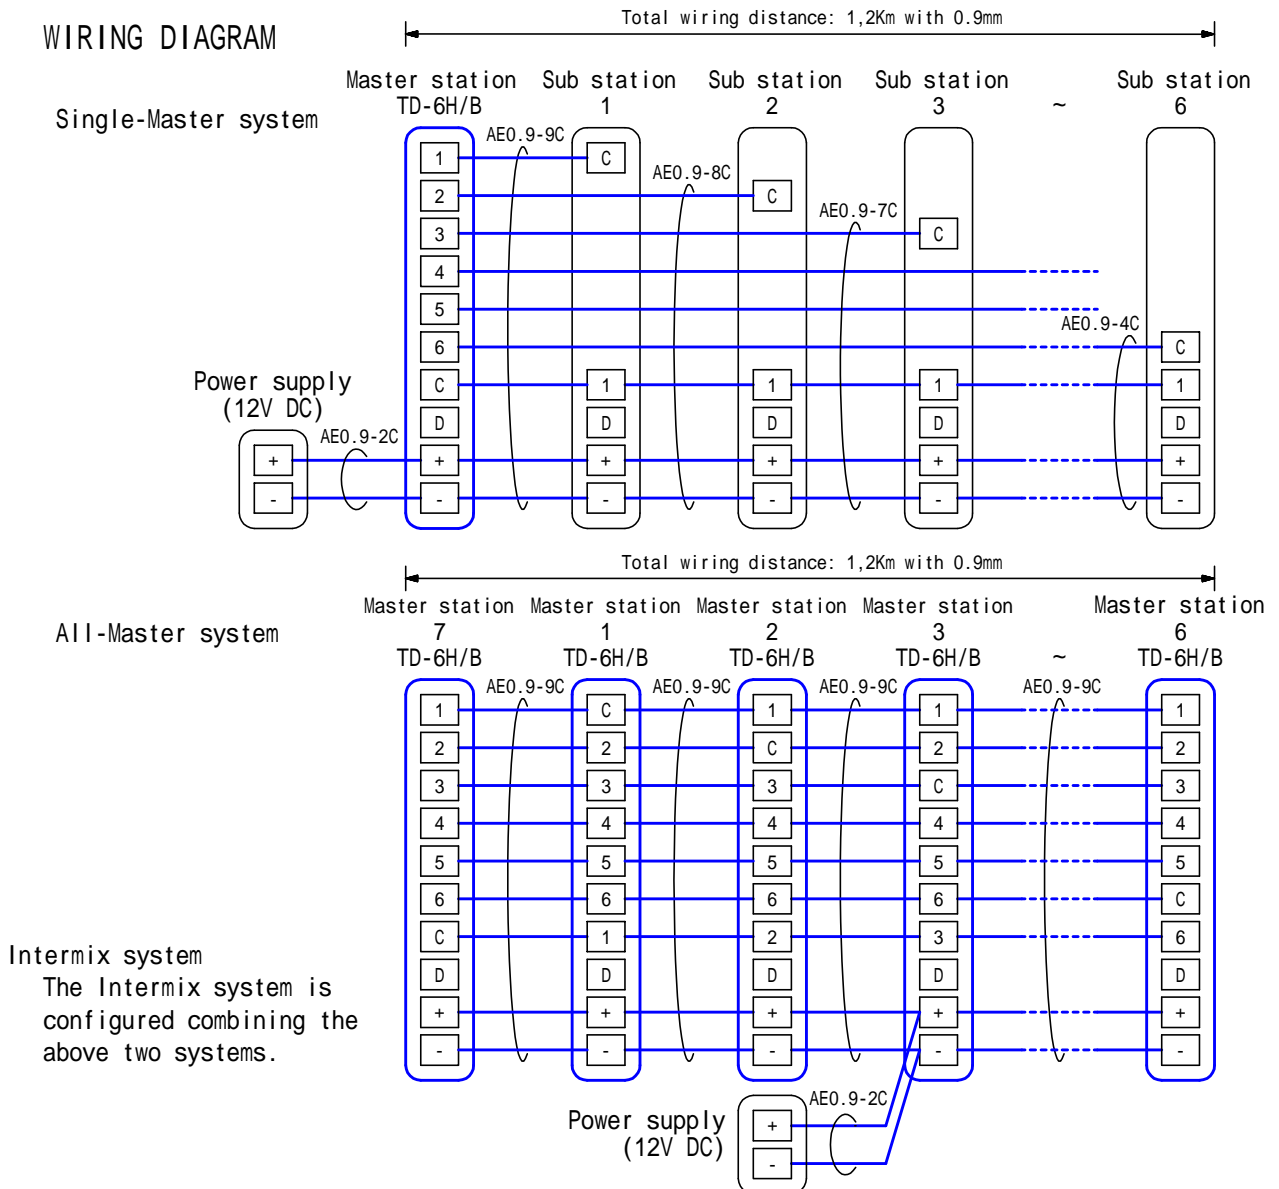 Total wiring distance: 1,2Km with 0.9mm
WIRING DIAGRAM
Master station Sub station Sub station Sub station Sub station
TD-6H/B 1 2 3 ~ 6
Single-Master system
AE0.9-9C
1 C
AE0.9-8C
2 C
AE0.9-7C
3 C
4
5
AE0.9-4C
6 C
Power supply
C 1 1 1 1
(12V DC)
D D D D D
AE0.9-2C
+ + + + + +
- - - - - -
Total wiring distance: 1,2Km with 0.9mm
Master station Master station Master station Master station Master station
All-Master system
7 1 2 3 6
TD-6H/B TD-6H/B TD-6H/B TD-6H/B ~ TD-6H/B
AE0.9-9C AE0.9-9C AE0.9-9C AE0.9-9C
1 C 1 1 1
2 2 C 2 2
3 3 3 C 3
4 4 4 4 4
5 5 5 5 5
6 6 6 6 C
C 1 2 3 6
Intermix system
D D D D D
The Intermix system is
configured combining the
above two systems.
+ + + + +
- - - - -
AE0.9-2C
Power supply
(12V DC)
+
-